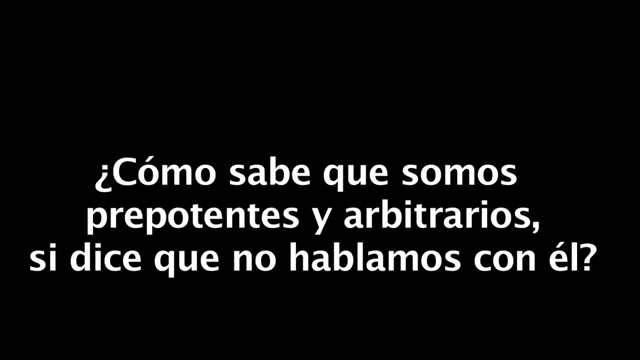 ¿Cómo sabe que somos
prepotentes y arbitrarios,
si dice que no hablamos con él?